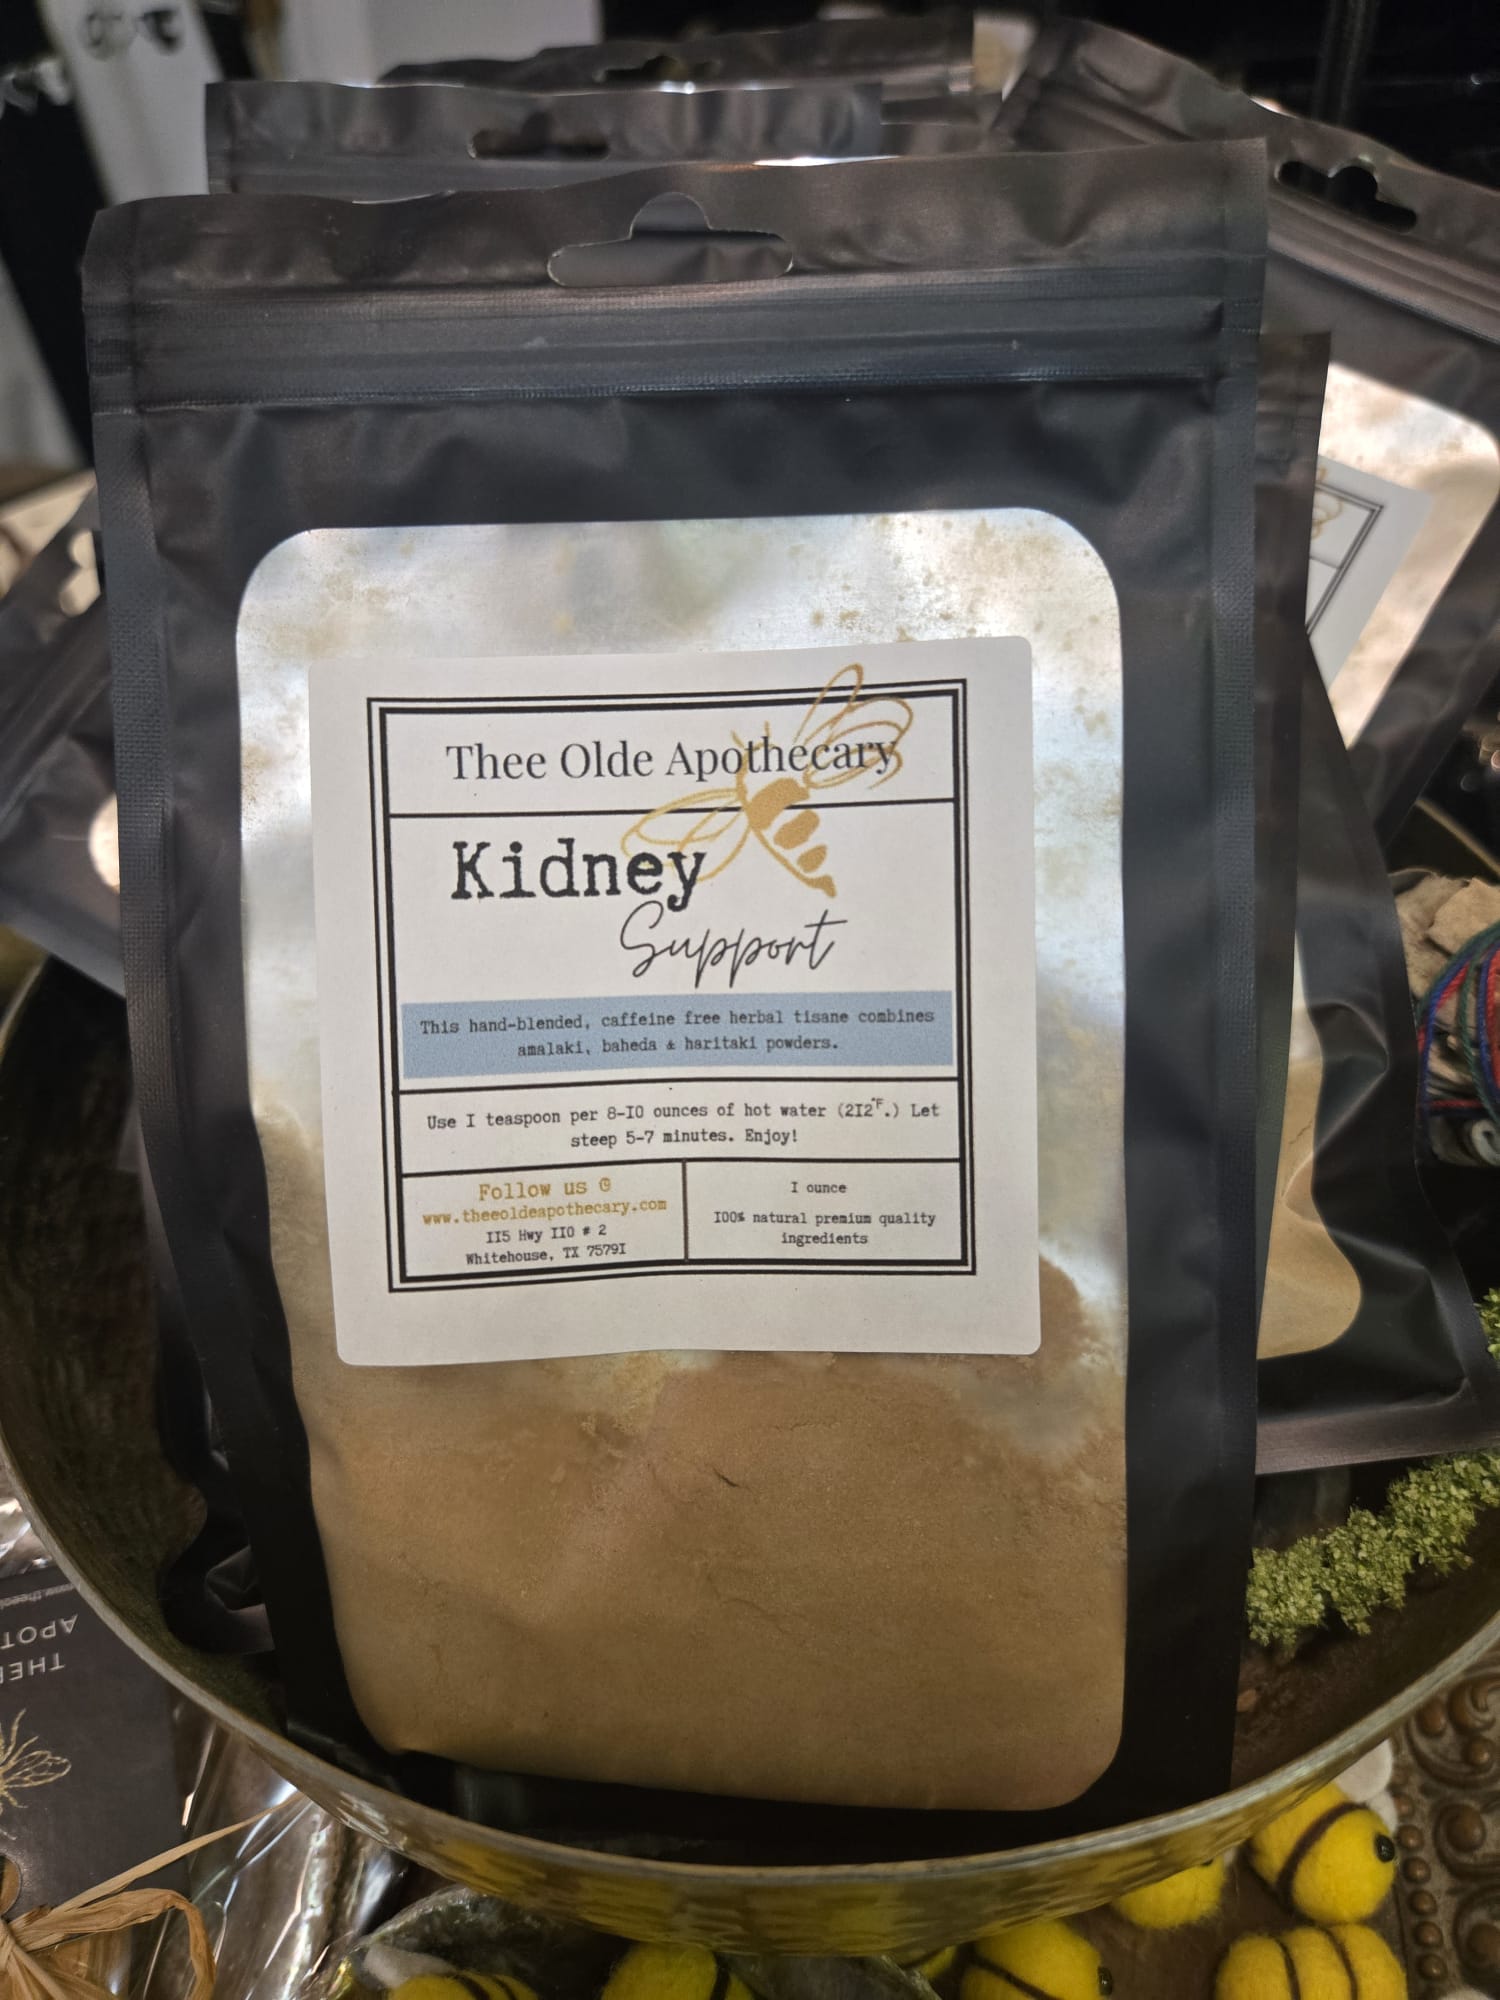 Thee Olde Apothecary
Kidney
Support
This hand-blended, caffeine free herbal tisane combines
amalaki, baheda & haritaki powders.
Use I teaspoon per 8-I0 ounces of hot water (2I2°F.) Let
steep 5-7 minutes. Enjoy!
Follow us @
www.theeoldeapothecary.com
II5 Hwy II0 # 2
Whitehouse, TX 7579I
I ounce
I00% natural premium quality
ingredients